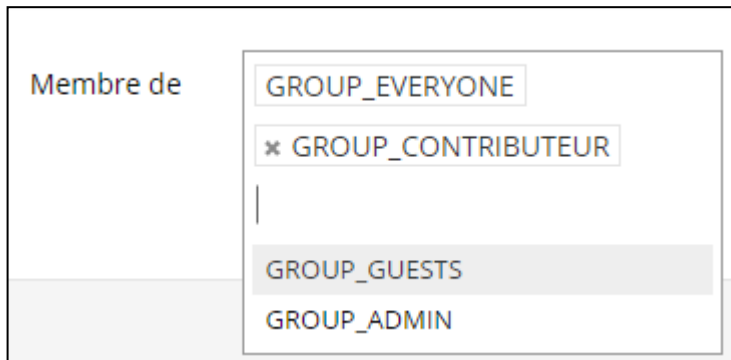 Membre de
GROUP_EVERYONE
× GROUP_CONTRIBUTEUR
GROUP_GUESTS
GROUP_ADMIN